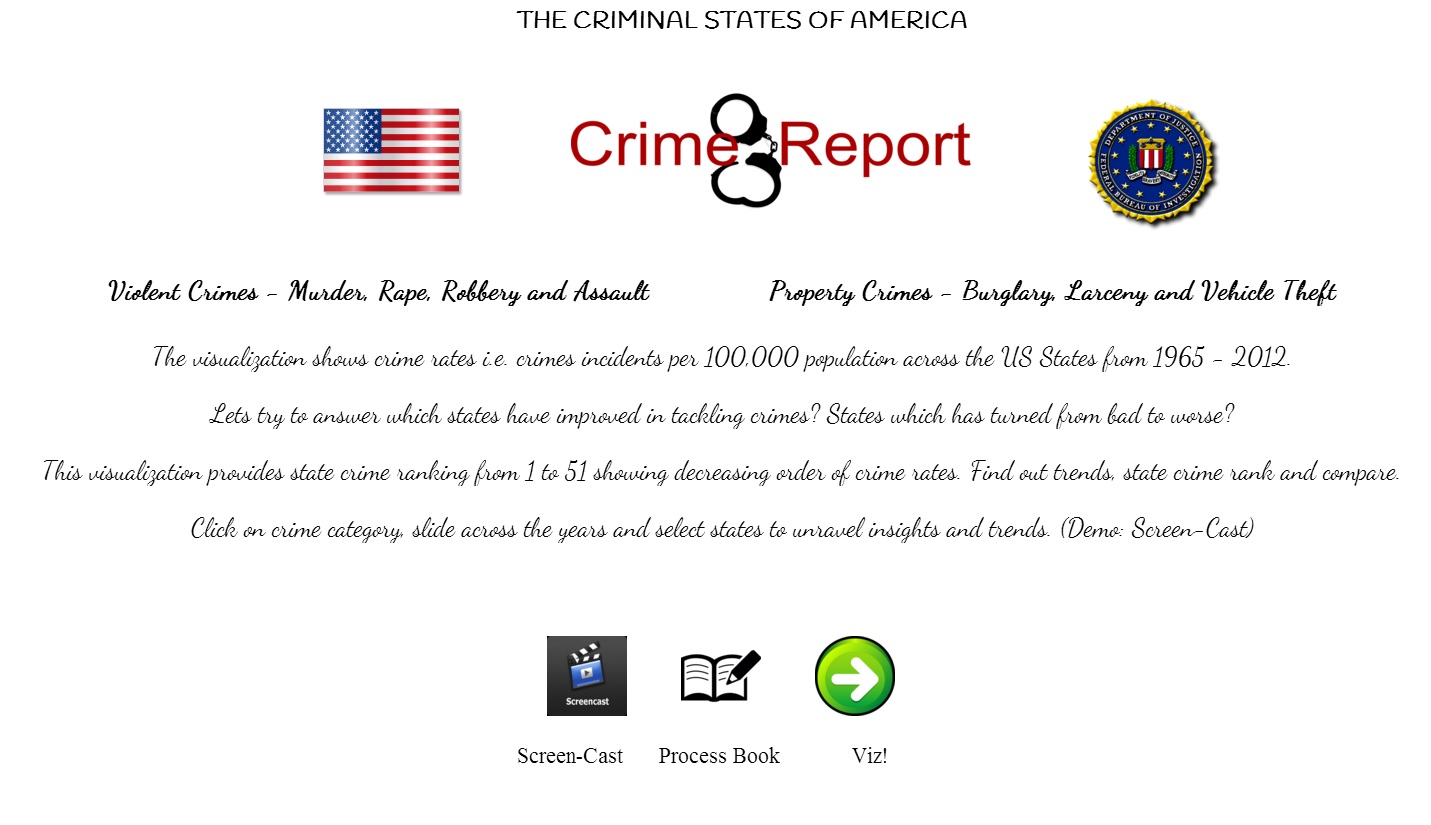 THE CRIMINAL STATES OF AMERICA
Crime Report
DEPARTMENT OF JUSTICE
FEDERAL BUREAU OF INVESTIGATION
Violent Crimes - Murder, Rape, Robbery and Assault
Property Crimes - Burglary, Larceny and Vehicle Theft
The visualization shows crime rates i.e. crimes incidents per 100,000 population across the US States from 1965 - 2012.
Lets try to answer which states have improved in tackling crimes? States which has turned from bad to worse?
This visualization provides state crime ranking from 1 to 51 showing decreasing order of crime rates. Find out trends, state crime rank and compare.
Click on crime category, slide across the years and select states to unravel insights and trends. (Demo: Screen-Cast)
Screencast
Screen-Cast
Process Book
Viz!